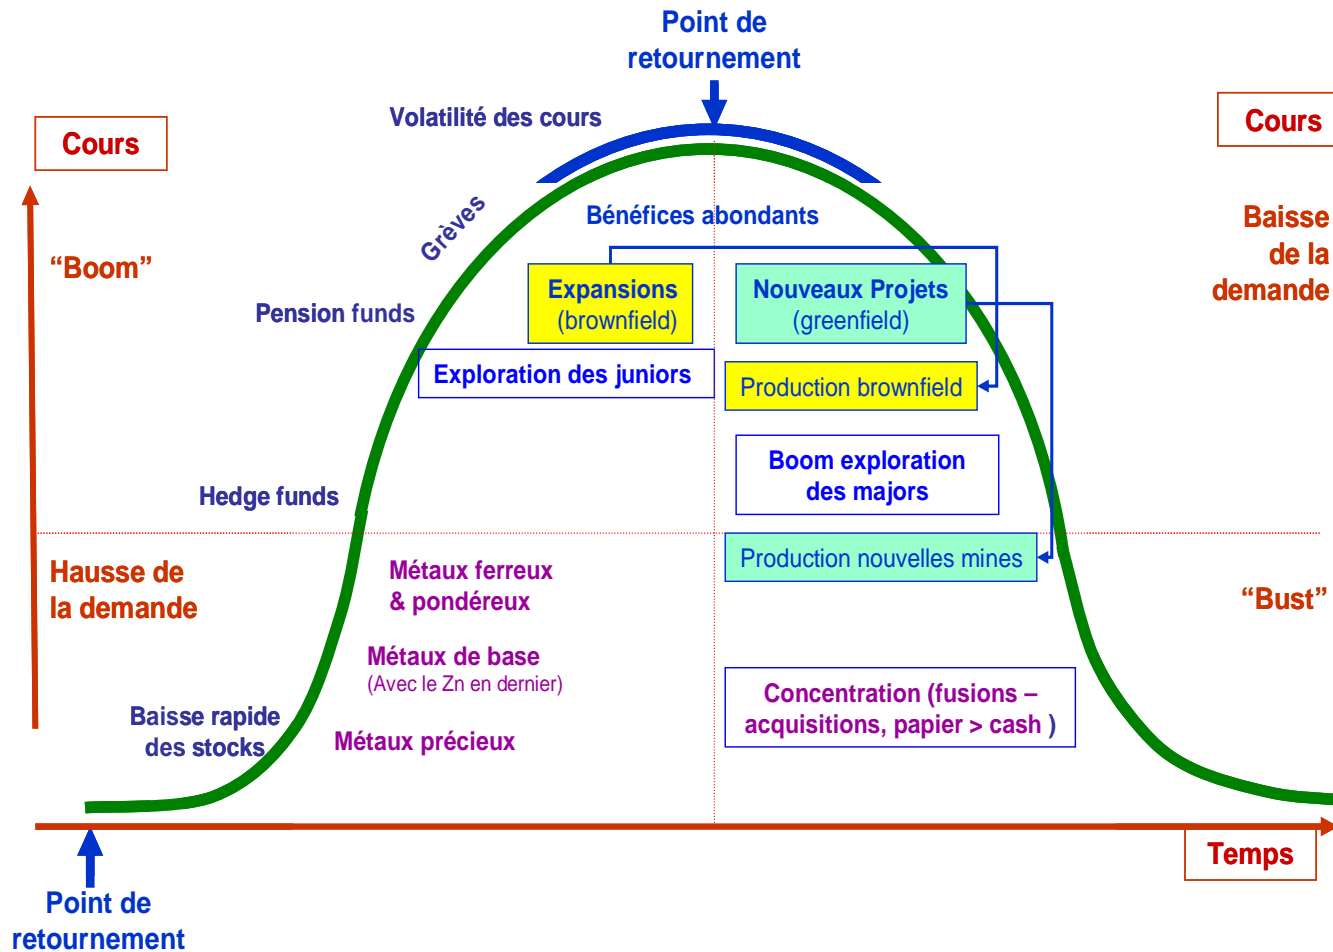 Point de
retournement
Volatilité des cours
Cours
Cours
Grèves
Bénéfices abondants
“Boom”
Baisse
de la
demande
Expansions
(brownfield)
Nouveaux Projets
(greenfield)
Pension funds
Exploration des juniors
Production brownfield
Boom exploration
des majors
Hedge funds
Production nouvelles mines
Hausse de
la demande
Métaux ferreux
& pondéreux
“Bust”
Métaux de base
(Avec le Zn en dernier)
Concentration (fusions –
acquisitions, papier > cash )
Baisse rapide
des stocks
Métaux précieux
Temps
Point de
retournement